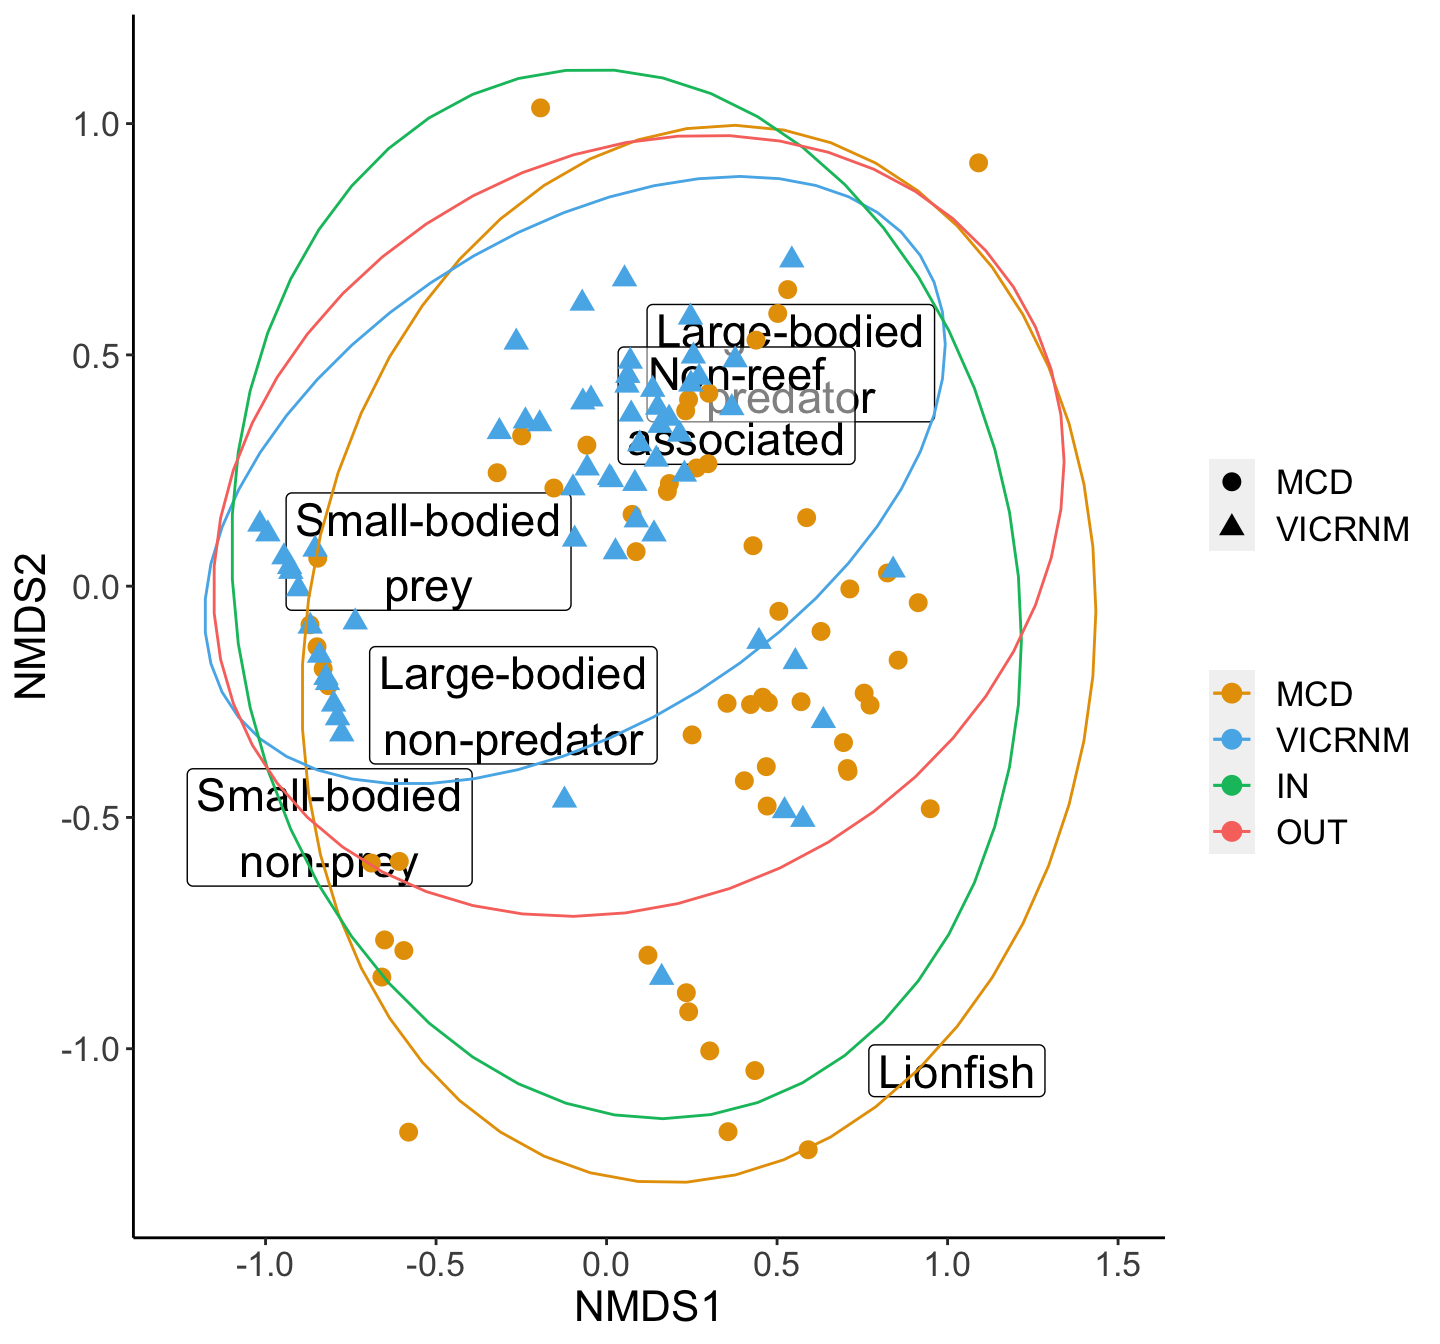 NMDS2
1.0
0.5
0.0
-0.5
-1.0
Large-bodied
predator
Non-reef
associated
Small-bodied
prey
Large-bodied
non-predator
Small-bodied
non-prey
Lionfish
-1.0
-0.5
0.0
0.5
1.0
1.5
NMDS1
MCD
VICRNM
MCD
VICRNM
IN
OUT